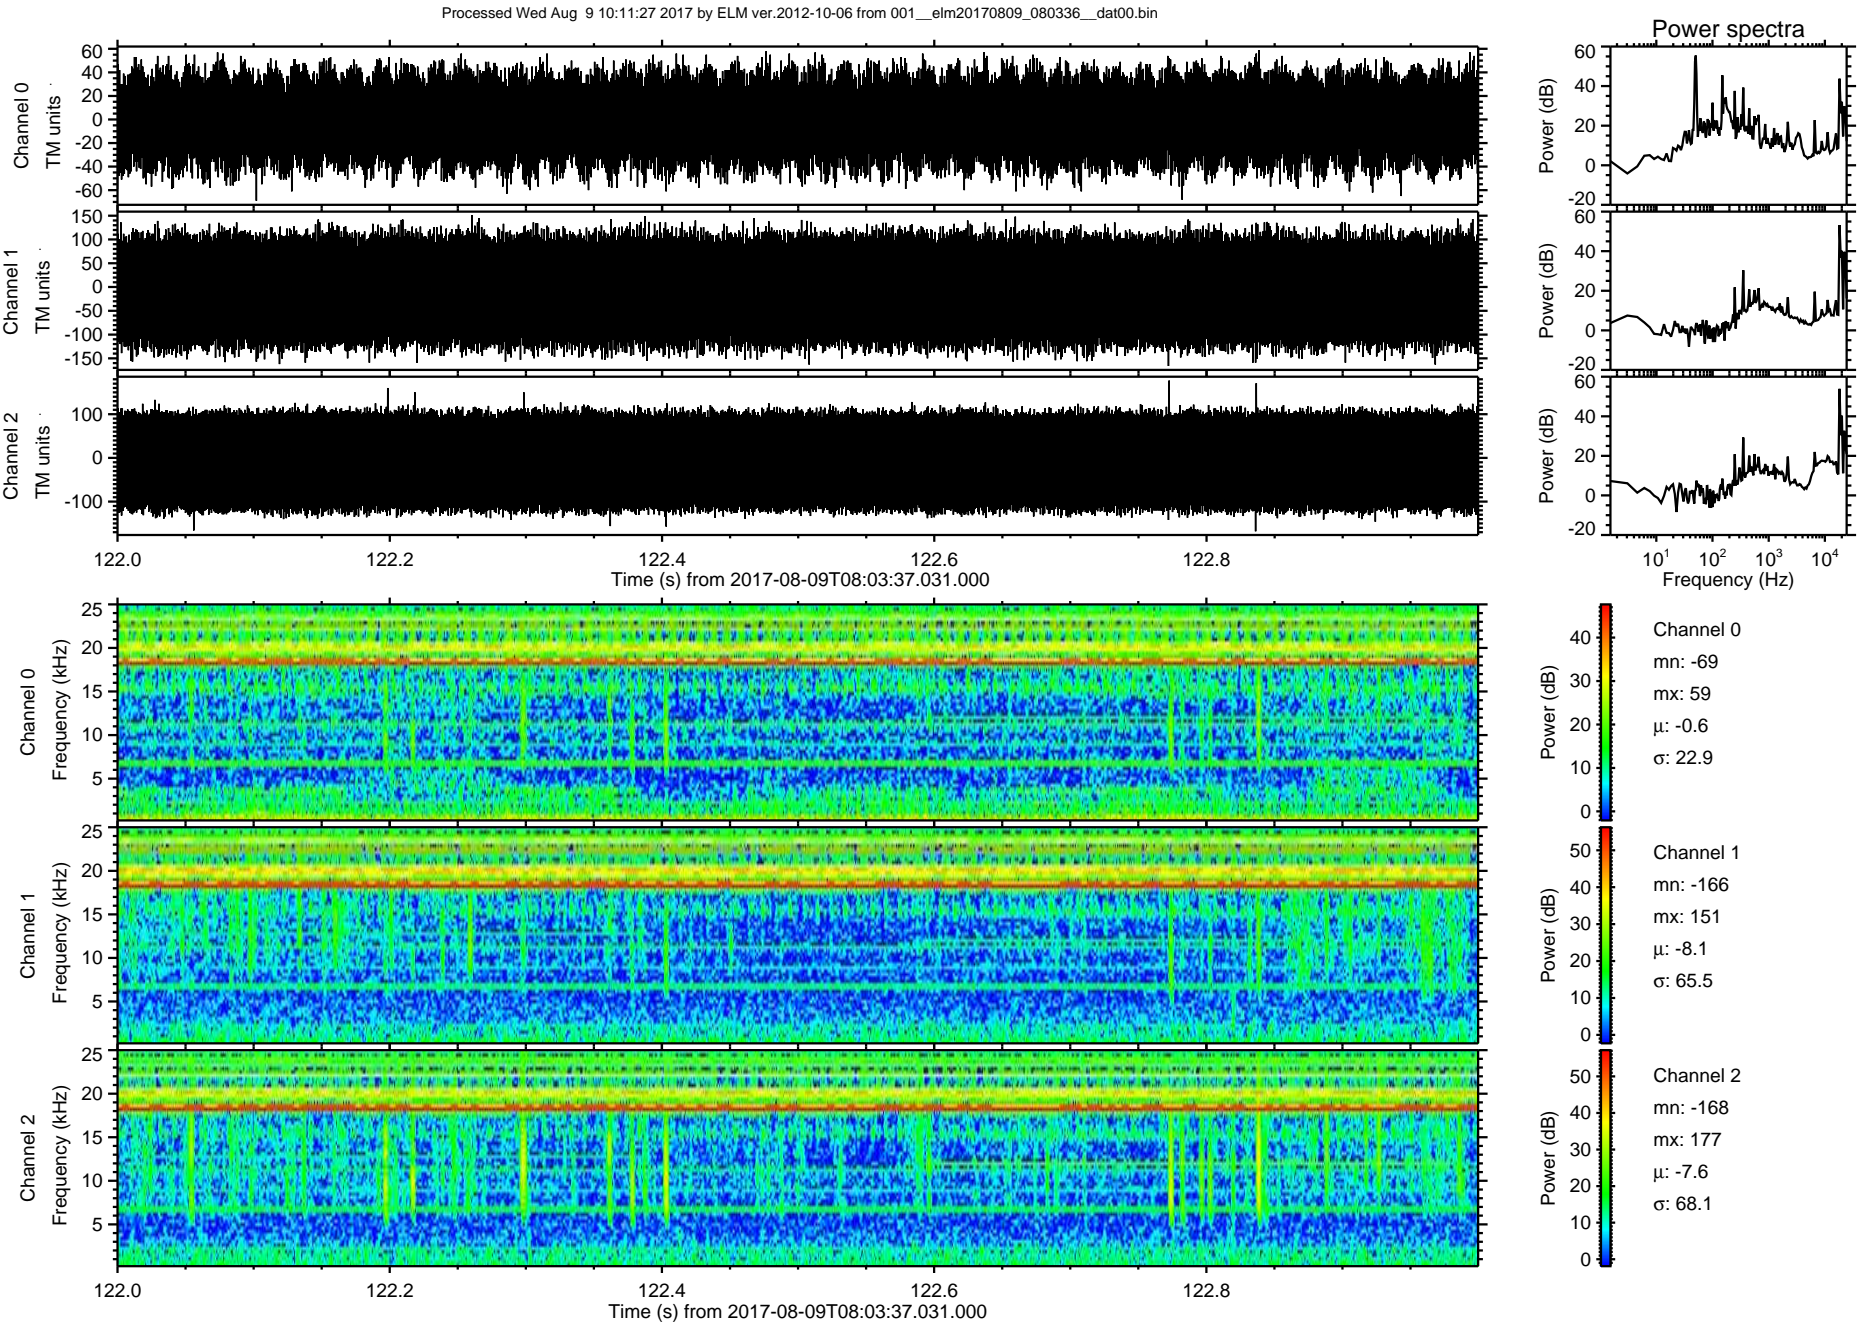 Processed Wed Aug  9 10:11:27 2017 by ELM ver.2012-10-06 from 001__elm20170809_080336__dat00.bin
Power spectra
Channel 0
TM units
60
40
20
0
-20
-40
-60
Power (dB)
60
40
20
0
-20
Channel 1
TM units
150
100
50
0
-50
-100
-150
Power (dB)
60
40
20
0
-20
Channel 2
TM units
100
0
-100
Power (dB)
60
40
20
0
-20
122.0 122.2 122.4 122.6 122.8
Time (s) from 2017-08-09T08:03:37.031.000
10^1 10^2 10^3 10^4
Frequency (Hz)
Channel 0
Frequency (kHz)
25
20
15
10
5
Power (dB)
40
30
20
10
0
Channel 0
mn: -69
mx: 59
μ: -0.6
σ: 22.9
Channel 1
Frequency (kHz)
25
20
15
10
5
Power (dB)
50
40
30
20
10
0
Channel 1
mn: -166
mx: 151
μ: -8.1
σ: 65.5
Channel 2
Frequency (kHz)
25
20
15
10
5
Power (dB)
50
40
30
20
10
0
Channel 2
mn: -168
mx: 177
μ: -7.6
σ: 68.1
122.0 122.2 122.4 122.6 122.8
Time (s) from 2017-08-09T08:03:37.031.000